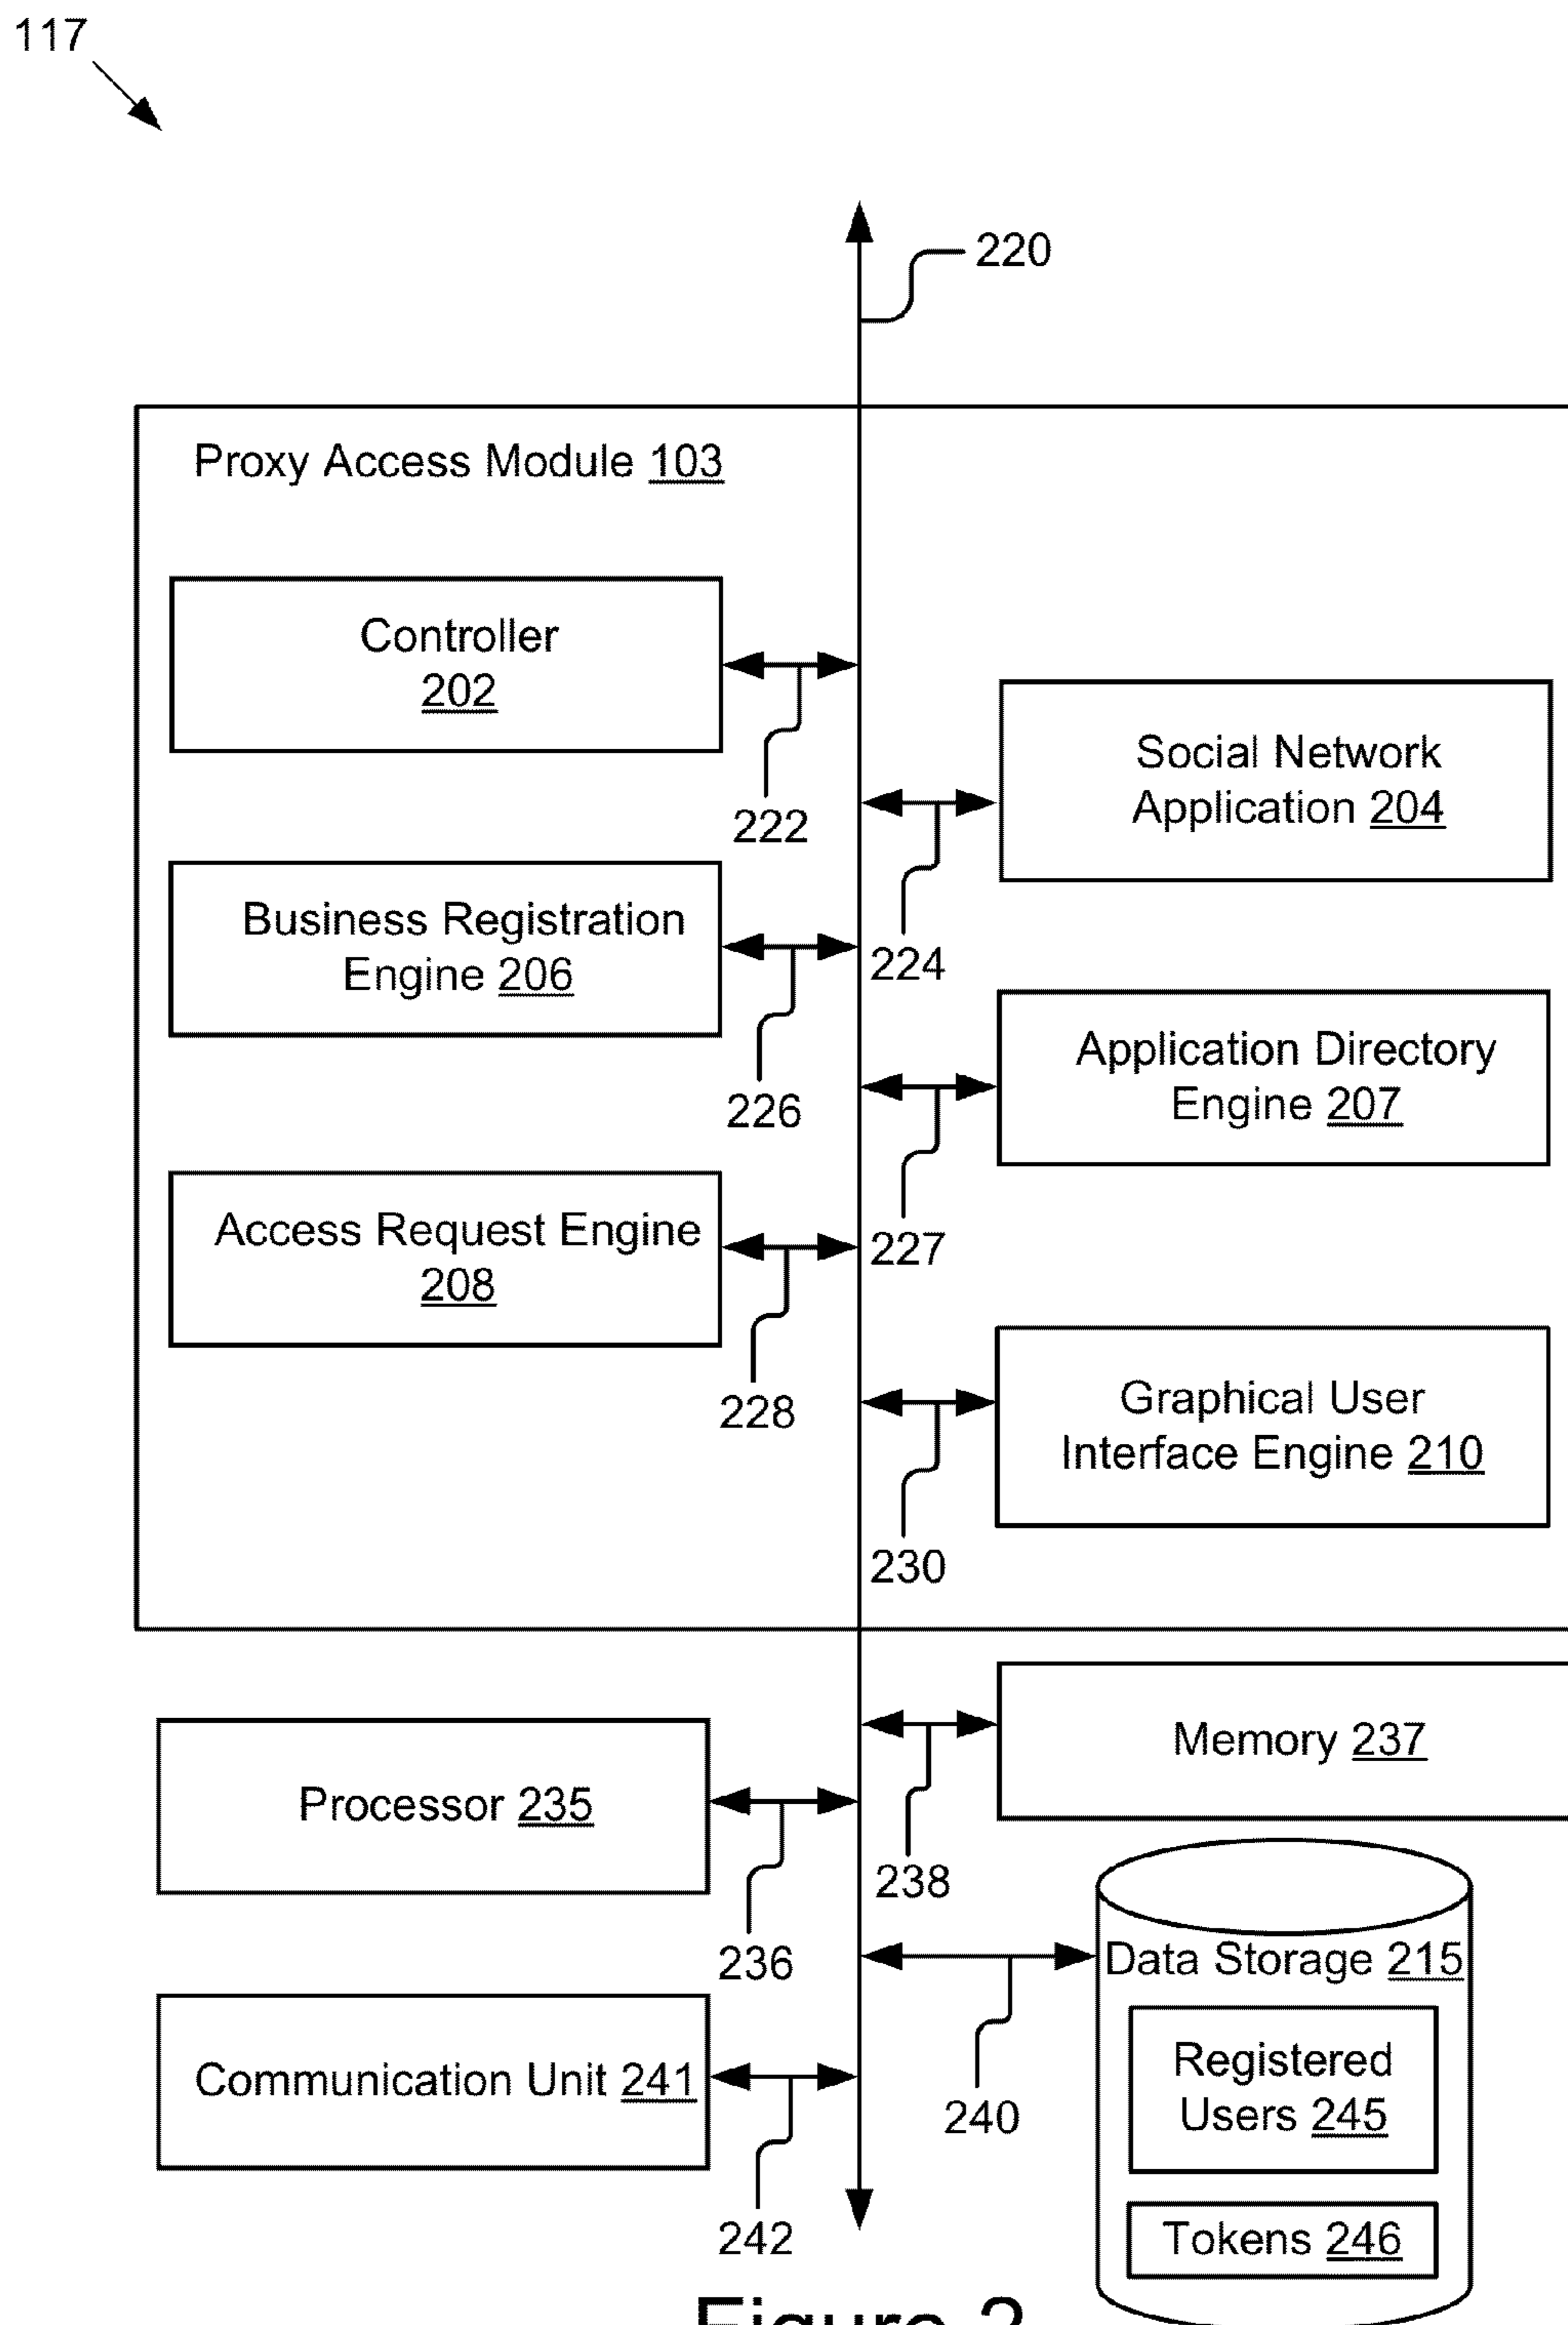 117
220
Proxy Access Module 103
Controller
202
222
Social Network
Application 204
224
Business Registration
Engine 206
226
Application Directory
Engine 207
227
Access Request Engine
208
228
Graphical User
Interface Engine 210
230
Memory 237
238
Processor 235
236
Data Storage 215
240
Registered
Users 245
Communication Unit 241
242
Tokens 246
Figure 2